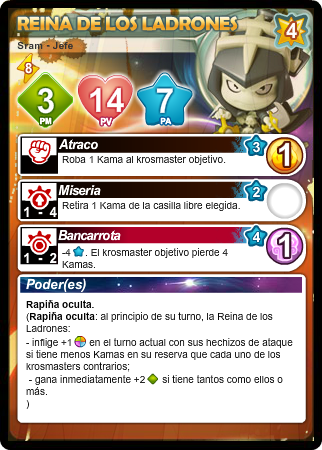 REINA DE LOS LADRONES
4
Sram - Jefe
8
3
PM
14
PV
7
PA
Atraco
3
1
Roba 1 Kama al krosmaster objetivo.
Miseria
2
1 - 4
Retira 1 Kama de la casilla libre elegida.
Bancarrota
4
1
1 - 2
-4 . El krosmaster objetivo pierde 4
Kamas.
Poder(es)
Rapiña oculta.
(Rapiña oculta: al principio de su turno, la Reina de los
Ladrones:
- inflige +1 en el turno actual con sus hechizos de ataque
si tiene menos Kamas en su reserva que cada uno de los
krosmasters contrarios;
- gana inmediatamente +2 si tiene tantos como ellos o
más.
)